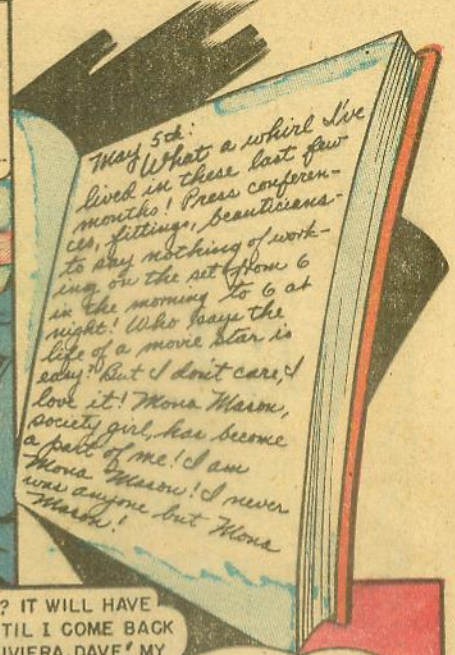 May 5th:
What a whirl I've
lived in these last few
months! Press conferen-
ces, fittings, beauticians-
to say nothing of work-
ing on the set from 6
in the morning to 6 at
night! Who says the
life of a movie star is
easy? But I don't care, I
love it! Mona Mason,
society girl, has become
a part of me! I am
Mona Mason! I never
was anyone but Mona
Mason!
? IT WILL HAVE
TIL I COME BACK
VIERA, DAVE! MY